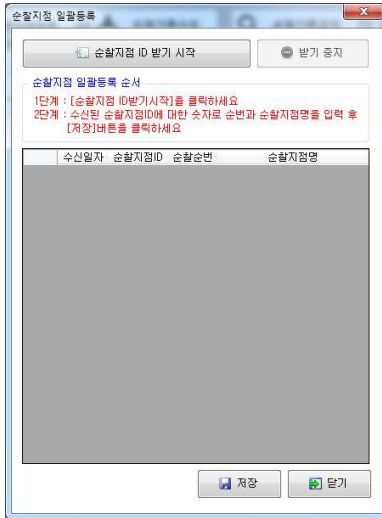 순찰지점 일괄등록
순찰지점 ID 받기 시작
받기 중지
순찰지점 일괄등록 순서
1단계 : [순찰지점 ID받기시작]을 클릭하세요
2단계 : 수신된 순찰지점ID에 대한 숫자로 순번과 순찰지점명을 입력 후
[저장]버튼을 클릭하세요
수신일자 순찰지점ID 순찰순번 순찰지점명
저장
닫기